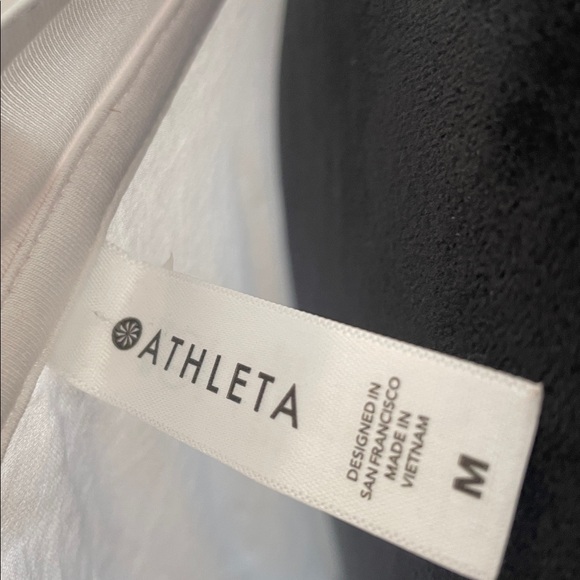 ATHLETA
DESIGNED IN
SAN FRANCISCO
MADE IN
VIETNAM
M